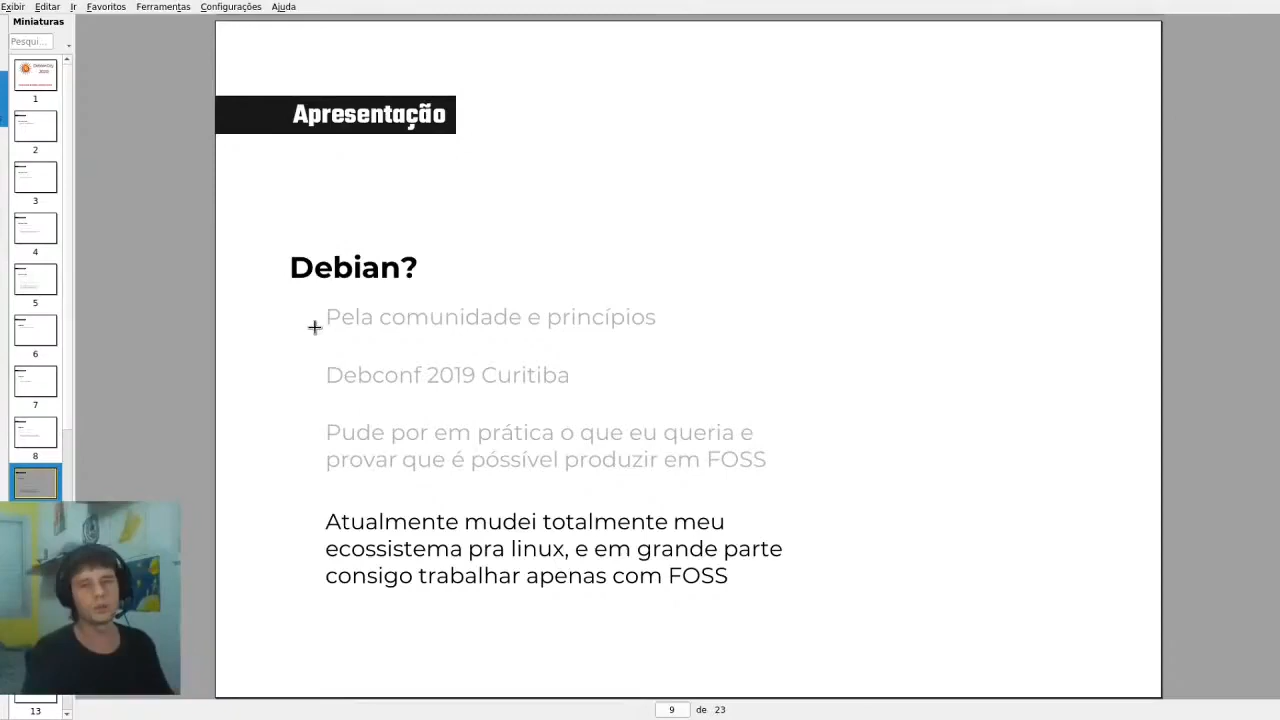 Exibir Editar Ir Favoritos Ferramentas Configurações Ajuda
Miniaturas
Pesqui...
1
2
3
4
5
6
7
8
13
Apresentação
Debian?
Pela comunidade e princípios
Debconf 2019 Curitiba
Pude por em prática o que eu queria e
provar que é póssível produzir em FOSS
Atualmente mudei totalmente meu
ecossistema pra linux, e em grande parte
consigo trabalhar apenas com FOSS
9 de 23